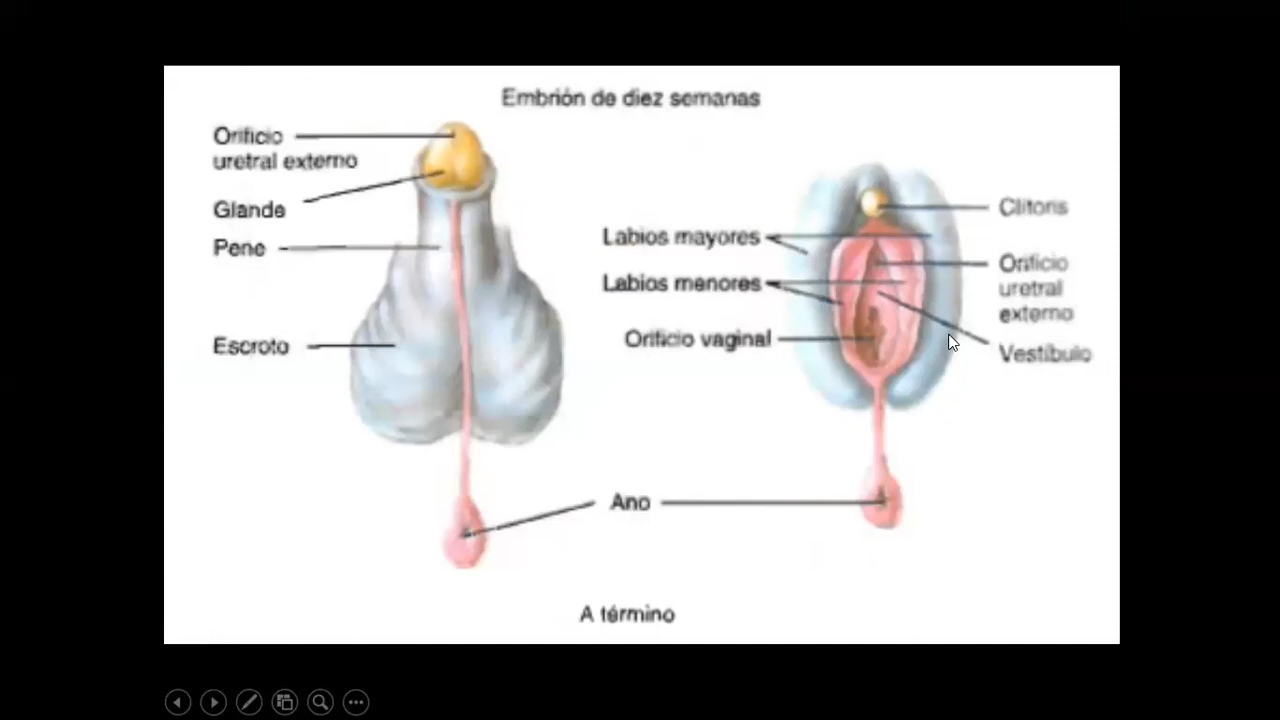 Embrión de diez semanas
Orificio
uretral externo
Glande
Pene
Escroto
Labios mayores
Labios menores
Orificio vaginal
Clítoris
Orificio
uretral
externo
Vestíbulo
Ano
A término